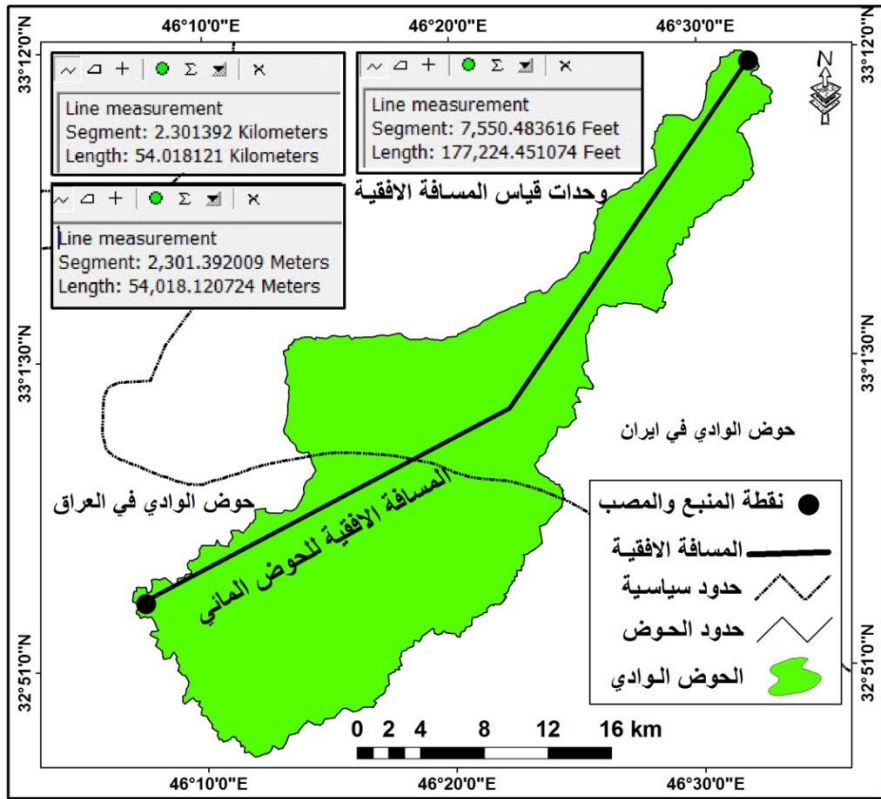 46°10'0"E
46°20'0"E
46°30'0"E
33°12'0"N
33°12'0"N
N
Line measurement
Segment: 2.301392 Kilometers
Length: 54.018121 Kilometers
Line measurement
Segment: 7,550.483616 Feet
Length: 177,224.451074 Feet
وحدات قياس المسافة الافقية
Line measurement
Segment: 2,301.392009 Meters
Length: 54,018.120724 Meters
33°1'30"N
33°1'30"N
حوض الوادي في ايران
حوض الوادي في العراق
المسافة الافقية للحوض المائي
نقطة المنبع والمصب
المسافة الافقية
حدود سياسية
حدود الحوض
الحوض الوادي
32°51'0"N
32°51'0"N
0 2 4 8 12 16 km
46°10'0"E
46°20'0"E
46°30'0"E